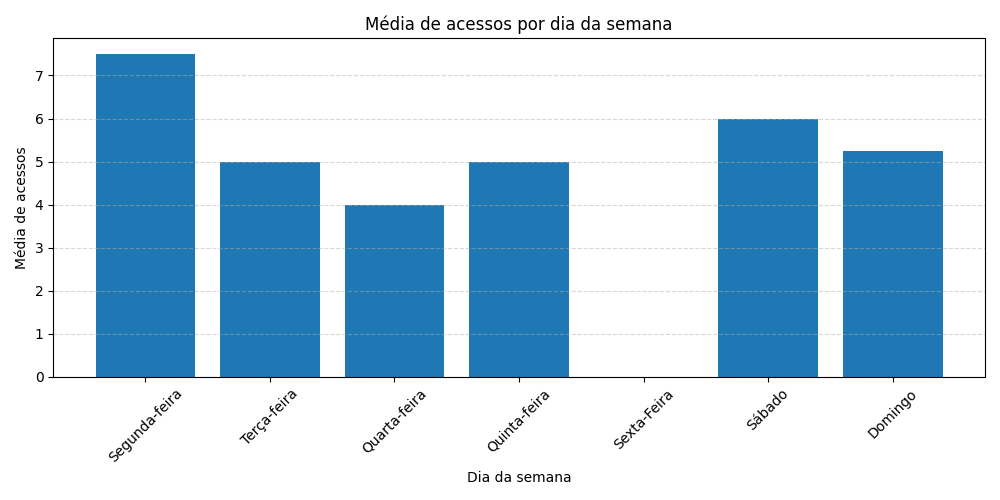 Média de acessos por dia da semana
Média de acessos
7
6
5
4
3
2
1
0
Segunda-feira
Terça-feira
Quarta-feira
Quinta-feira
Sexta-Feira
Sábado
Domingo
Dia da semana